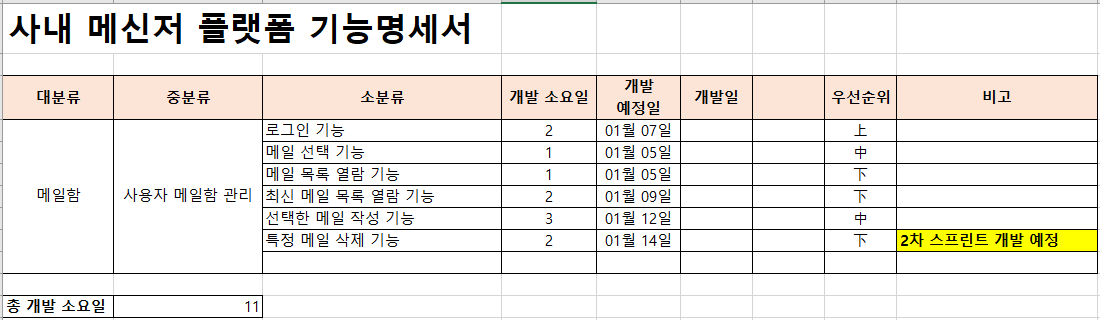 사내 메신저 플랫폼 기능명세서
대분류 중분류 소분류 개발 소요일 개발 예정일 개발일 우선순위 비고
메일함 사용자 메일함 관리
로그인 기능 2 01월 07일 上
메일 선택 기능 1 01월 05일 中
메일 목록 열람 기능 1 01월 05일 下
최신 메일 목록 열람 기능 2 01월 09일 下
선택한 메일 작성 기능 3 01월 12일 中
특정 메일 삭제 기능 2 01월 14일 下 2차 스프린트 개발 예정
총 개발 소요일 11